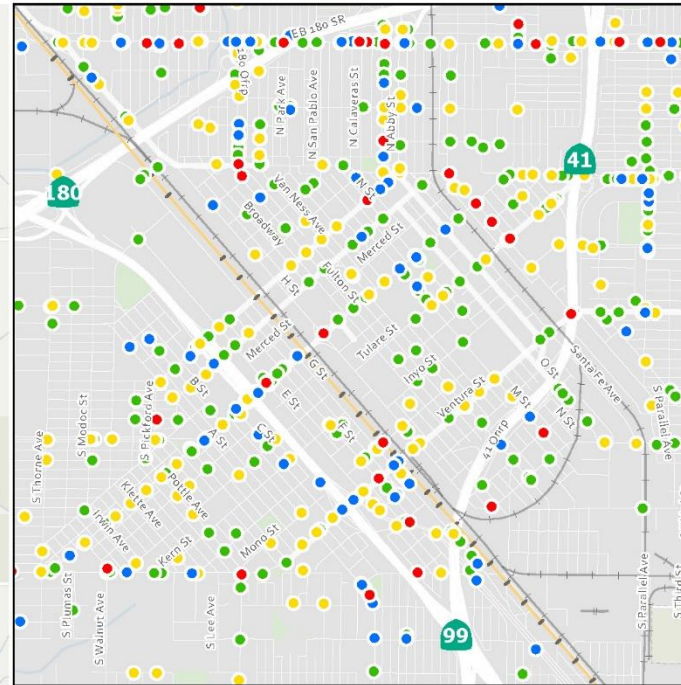 EB 180 SR
180 Offrp
N Park Ave
N San Pablo Ave
N Calaveras St
N Abby St
41
180
Van Ness Ave
N St
Broadway
Merced St
H St
Fulton St
Merced St
Tulare St
G St
Inyo St
Ventura St
O St
Santa Fe Ave
M St
N St
S Parallel Ave
B St
E St
F St
C St
A St
41 Onrp
S Pickford Ave
S Modoc St
S Thorne Ave
Pottle Ave
Klette Ave
Irwin Ave
Kern St
Mono St
S Plumas St
S Walnut Ave
S Lee Ave
99
S Parallel Ave
S Third St